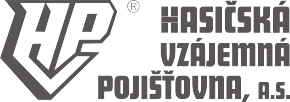 HP ®
HASIČSKÁ
VZÁJEMNÁ
POJIŠŤOVNA, A.S.